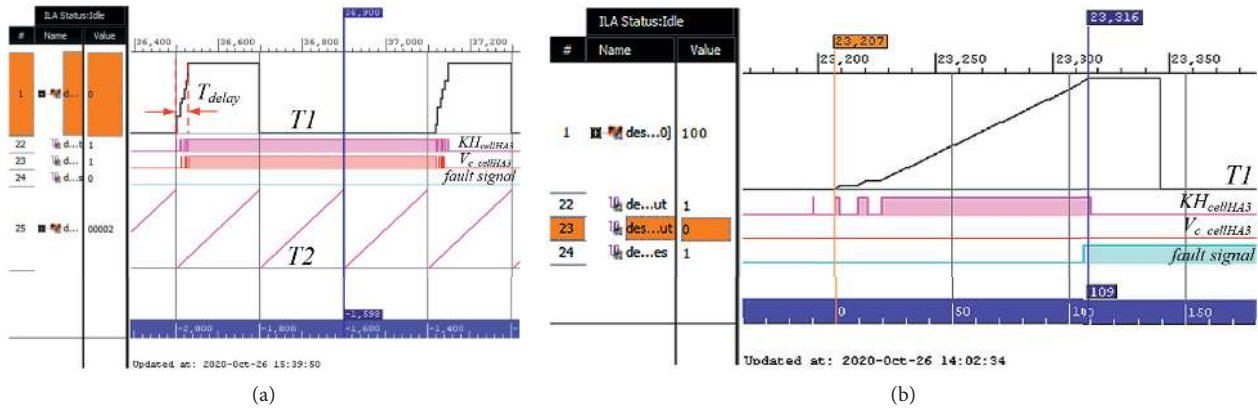 ILA Status:Idle
# Name Value
36,900
36,400 36,600 36,800 37,000 37,200
1 d... 0
T_delay
T1
22 d...t 1
KH_cellHA3
23 d... 1
V_c_cellHA3
24 d...s 0
fault signal
25 d... 00002
T2
-1,598
-2,000 -1,800 -1,600 -1,400
Updated at: 2020-Oct-26 15:39:50
(a)
ILA Status:Idle
# Name Value
23,316
23,207
23,200 23,250 23,300 23,350
1 des...0] 100
T1
22 de...ut 1
KH_cellHA3
23 des...ut 0
V_c_cellHA3
24 de...es 1
fault signal
109
0 50 100 150
Updated at: 2020-Oct-26 14:02:34
(b)